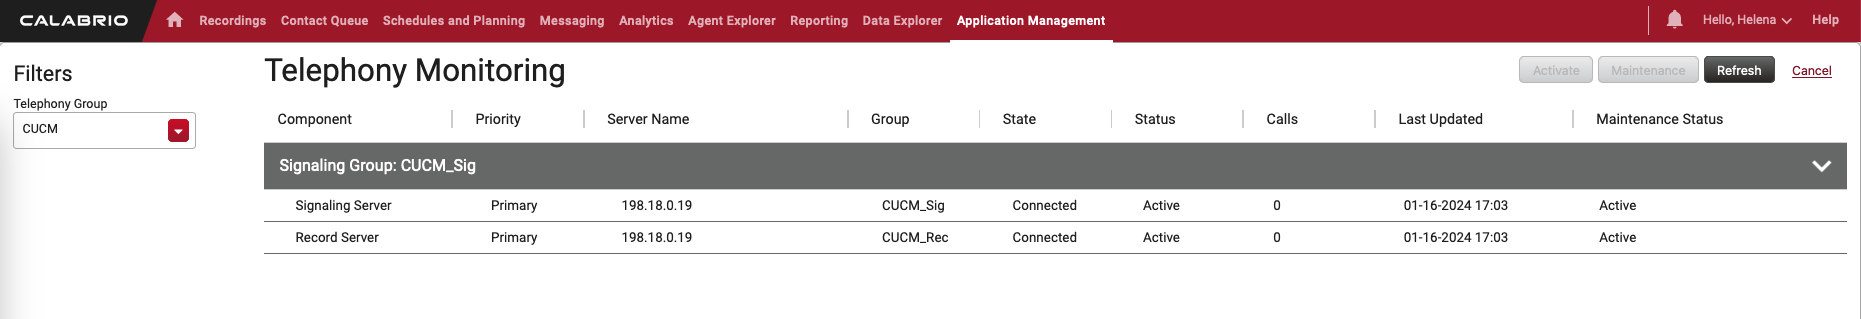 CALABRIO Recordings Contact Queue Schedules and Planning Messaging Analytics Agent Explorer Reporting Data Explorer Application Management Hello, Helena Help
Filters
Telephony Group
CUCM
Telephony Monitoring
Activate Maintenance Refresh Cancel
Component Priority Server Name Group State Status Calls Last Updated Maintenance Status
Signaling Group: CUCM_Sig
Signaling Server Primary 198.18.0.19 CUCM_Sig Connected Active 0 01-16-2024 17:03 Active
Record Server Primary 198.18.0.19 CUCM_Rec Connected Active 0 01-16-2024 17:03 Active